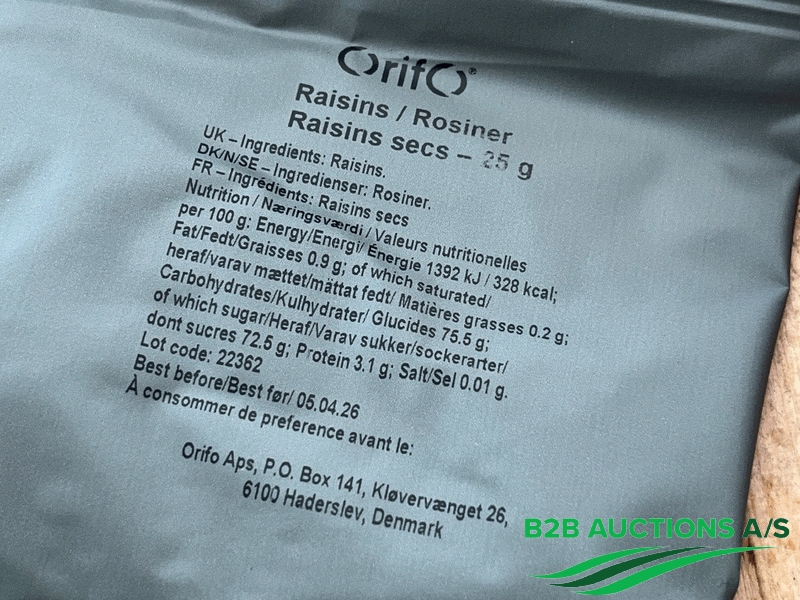 OrifO®
Raisins / Rosiner
Raisins secs – 25 g
UK – Ingredients: Raisins.
DK/N/SE – Ingredienser: Rosiner.
FR – Ingrédients: Raisins secs
Nutrition / Næringsværdi / Valeurs nutritionelles
per 100 g: Energy/Energi/ Énergie 1392 kJ / 328 kcal;
Fat/Fedt/Graisses 0.9 g; of which saturated/
heraf/varav mættet/mättat fedt/ Matières grasses 0.2 g;
Carbohydrates/Kulhydrater/ Glucides 75.5 g;
of which sugar/Heraf/Varav sukker/sockerarter/
dont sucres 72.5 g; Protein 3.1 g; Salt/Sel 0.01 g.
Lot code: 22362
Best before/Best før/ 05.04.26
À consommer de preference avant le:
Orifo Aps, P.O. Box 141, Kløvervænget 26,
6100 Haderslev, Denmark
B2B AUCTIONS A/S